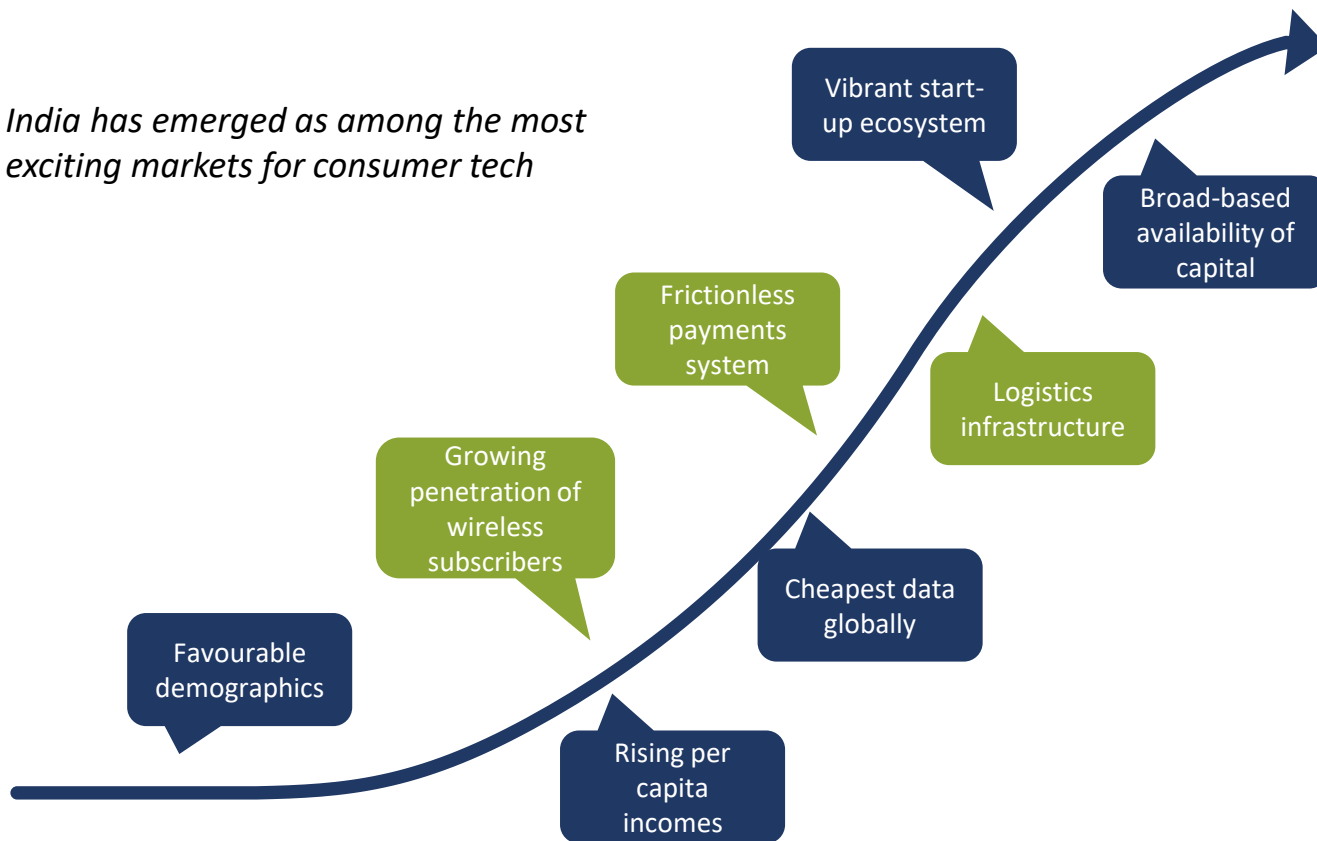 India has emerged as among the most
exciting markets for consumer tech
Vibrant start-
up ecosystem
Broad-based
availability of
capital
Frictionless
payments
system
Logistics
infrastructure
Growing
penetration of
wireless
subscribers
Cheapest data
globally
Favourable
demographics
Rising per
capita
incomes